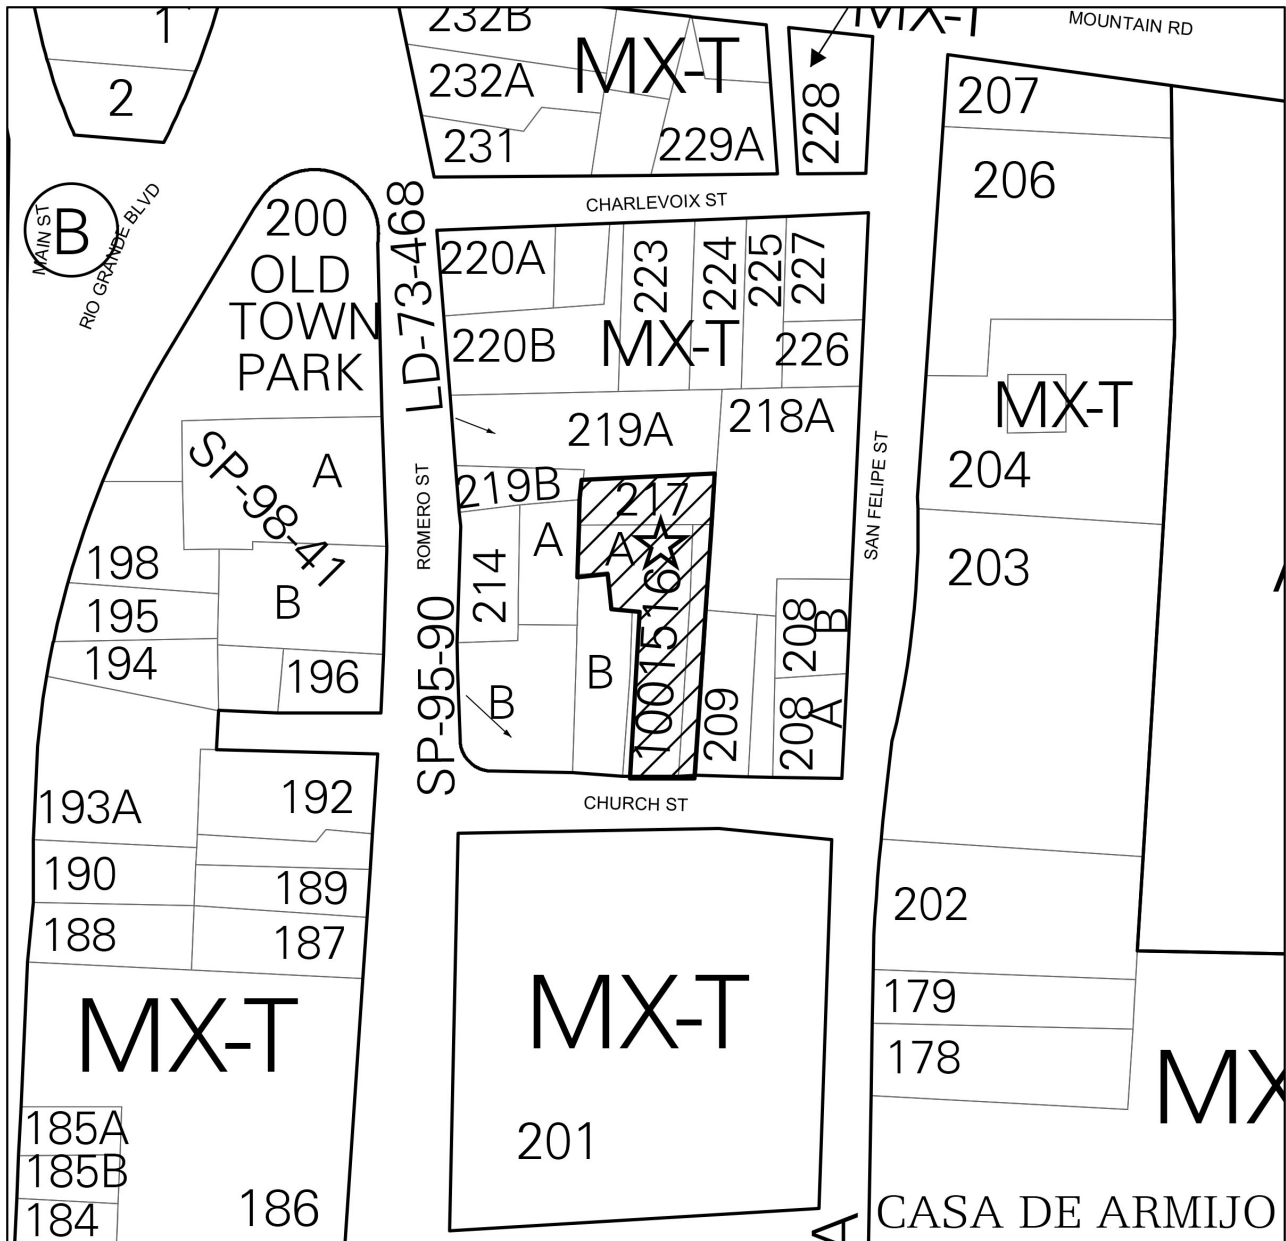 1
2
232B
232A
231
MX-T
229A
228
MX-T
MOUNTAIN RD
207
206
MAIN ST
B
RIO GRANDE BLVD
200
OLD
TOWN
PARK
LD-73-468
CHARLEVOIX ST
220A
223
224
225
227
220B
MX-T
226
MX-T
219A
218A
204
SP-98-41
A
ROMERO ST
219B
217
SAN FELIPE ST
198
195
194
B
196
214
A
A
203
SP-95-90
B
B
10015
16
209
208
B
208
A
193A
192
CHURCH ST
190
189
188
187
202
179
178
MX-T
MX-T
MX
185A
185B
184
186
201
A
CASA DE ARMIJO